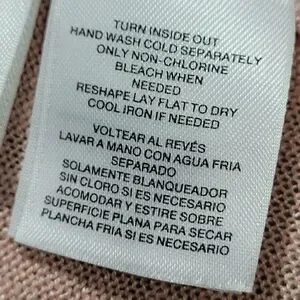 TURN INSIDE OUT
HAND WASH COLD SEPARATELY
ONLY NON-CHLORINE
BLEACH WHEN
NEEDED
RESHAPE LAY FLAT TO DRY
COOL IRON IF NEEDED
VOLTEAR AL REVÉS
LAVAR A MANO CON AGUA FRIA
SEPARADO
SOLAMENTE BLANQUEADOR
SIN CLORO SI ES NECESARIO
ACOMODAR Y ESTIRE SOBRE
SUPERFICIE PLANA PARA SECAR
PLANCHA FRIA SI ES NECESARIO